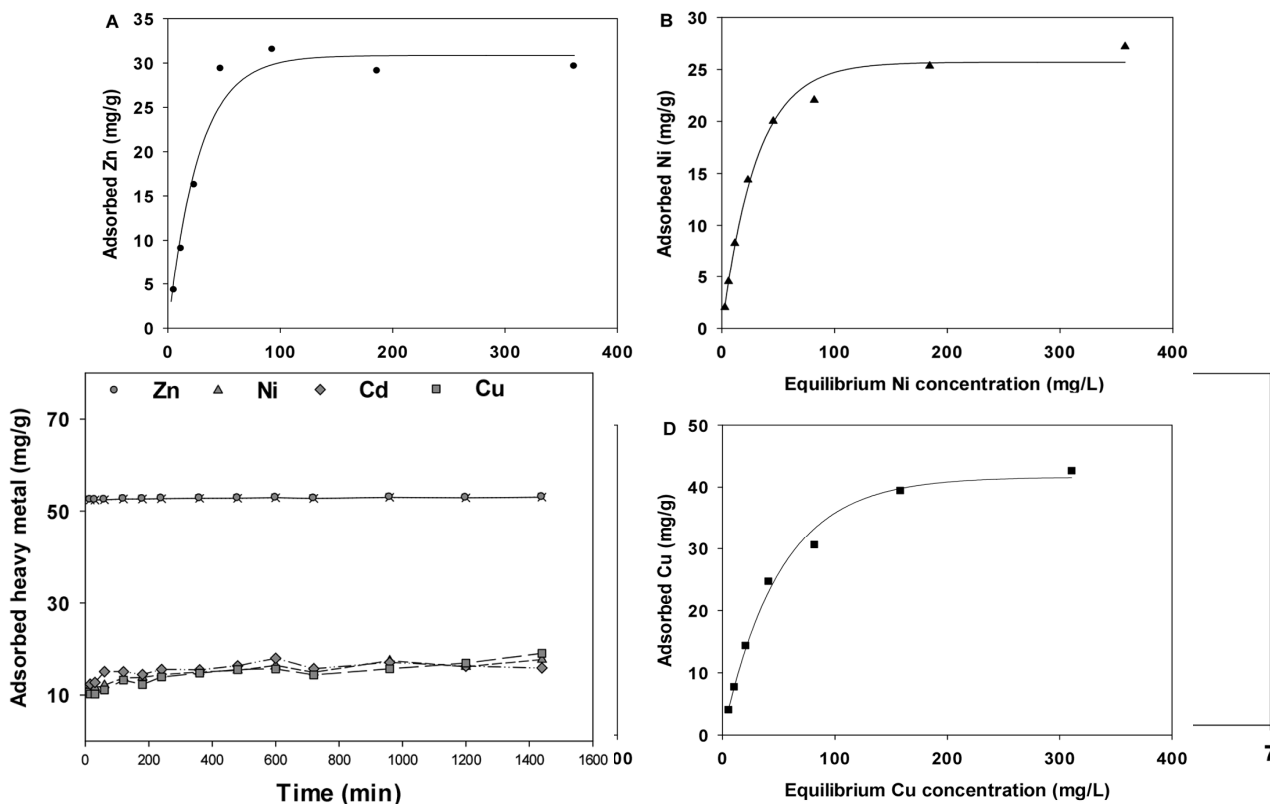 A
35
30
25
20
15
10
5
0
Adsorbed Zn (mg/g)
0 100 200 300 400
B
30
25
20
15
10
5
0
Adsorbed Ni (mg/g)
0 100 200 300 400
Equilibrium Ni concentration (mg/L)
Zn Ni Cd Cu
70
50
30
10
Adsorbed heavy metal (mg/g)
0 200 400 600 800 1000 1200 1400 1600
Time (min)
D
50
40
30
20
10
0
Adsorbed Cu (mg/g)
0 100 200 300 400
Equilibrium Cu concentration (mg/L)